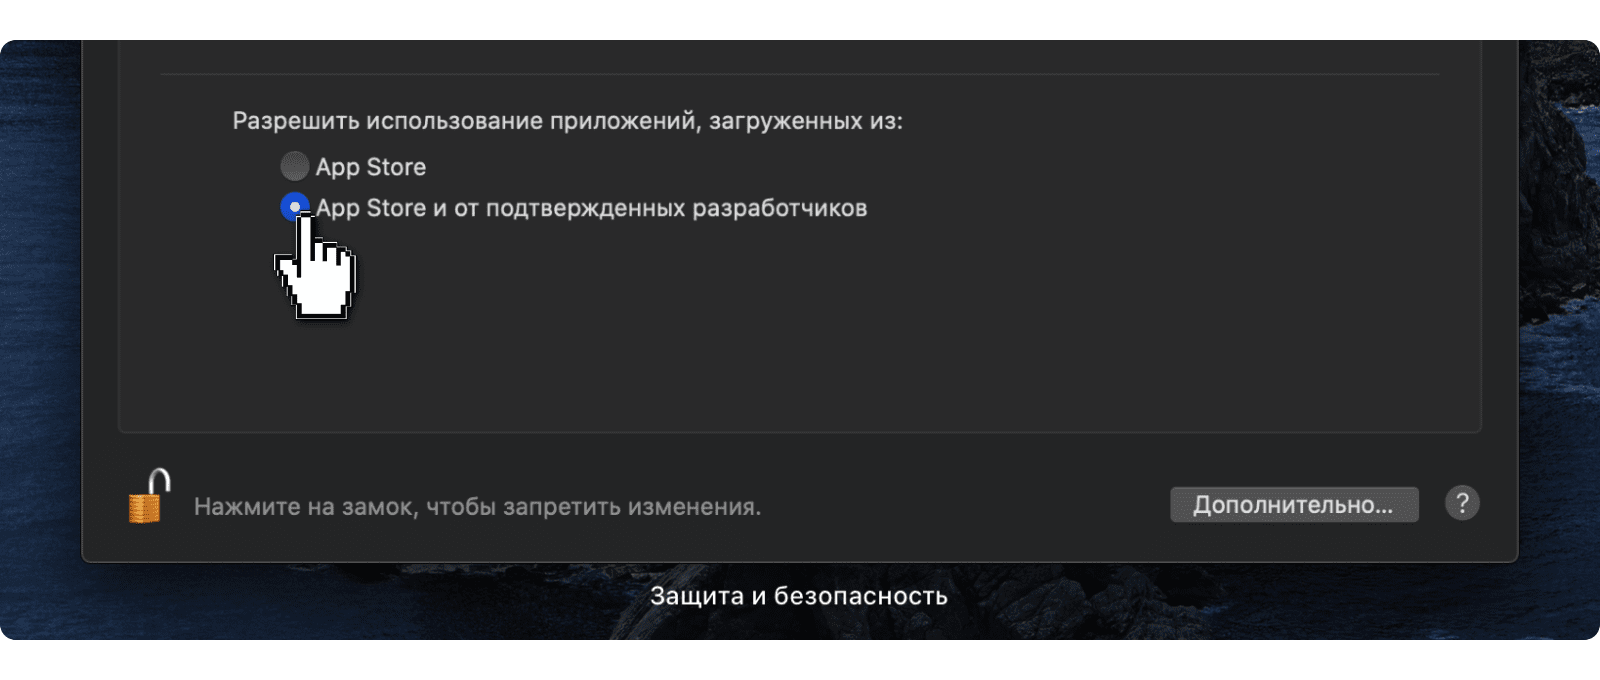 Разрешить использование приложений, загруженных из:
App Store
App Store и от подтвержденных разработчиков
Нажмите на замок, чтобы запретить изменения.
Дополнительно...
?
Защита и безопасность